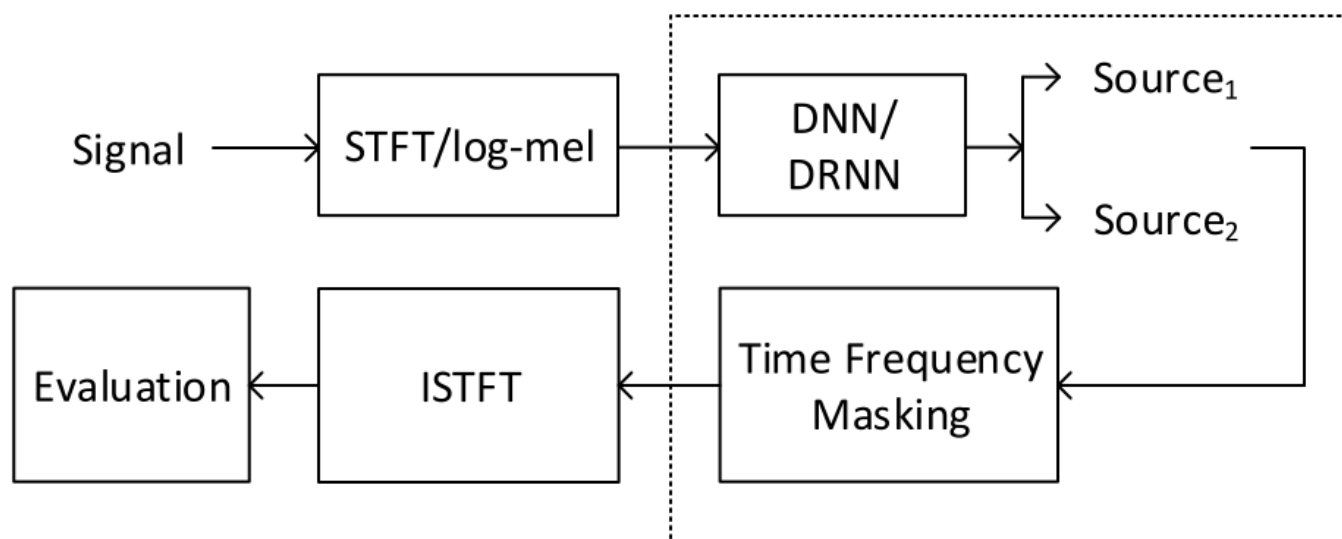 Signal
STFT/log-mel
DNN/
DRNN
Source₁
Source₂
Time Frequency
Masking
ISTFT
Evaluation